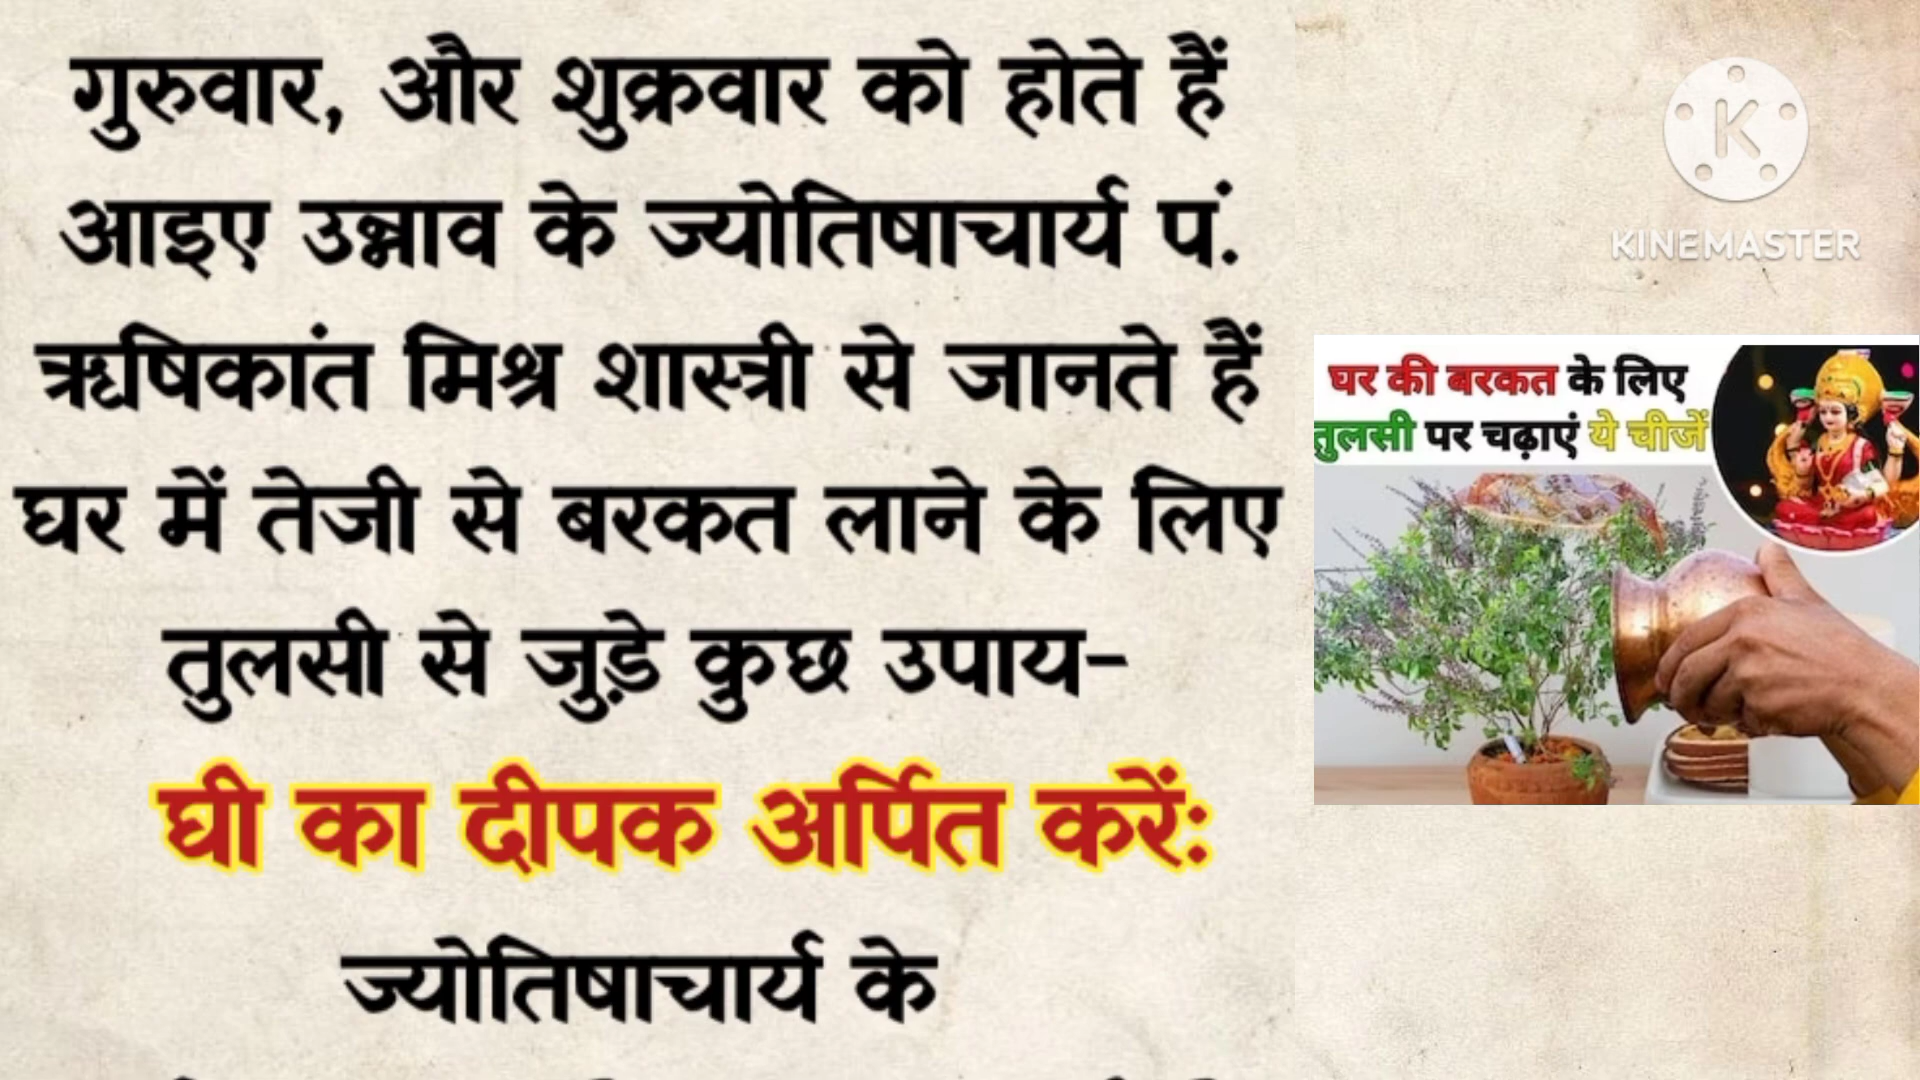 गुरुवार, और शुक्रवार को होते हैं
आइए उन्नाव के ज्योतिषाचार्य पं.
ऋषिकांत मिश्र शास्त्री से जानते हैं
घर में तेजी से बरकत लाने के लिए
तुलसी से जुड़े कुछ उपाय-
घी का दीपक अर्पित करें:
ज्योतिषाचार्य के
KINEMASTER
घर की बरकत के लिए
तुलसी पर चढ़ाएं ये चीजें